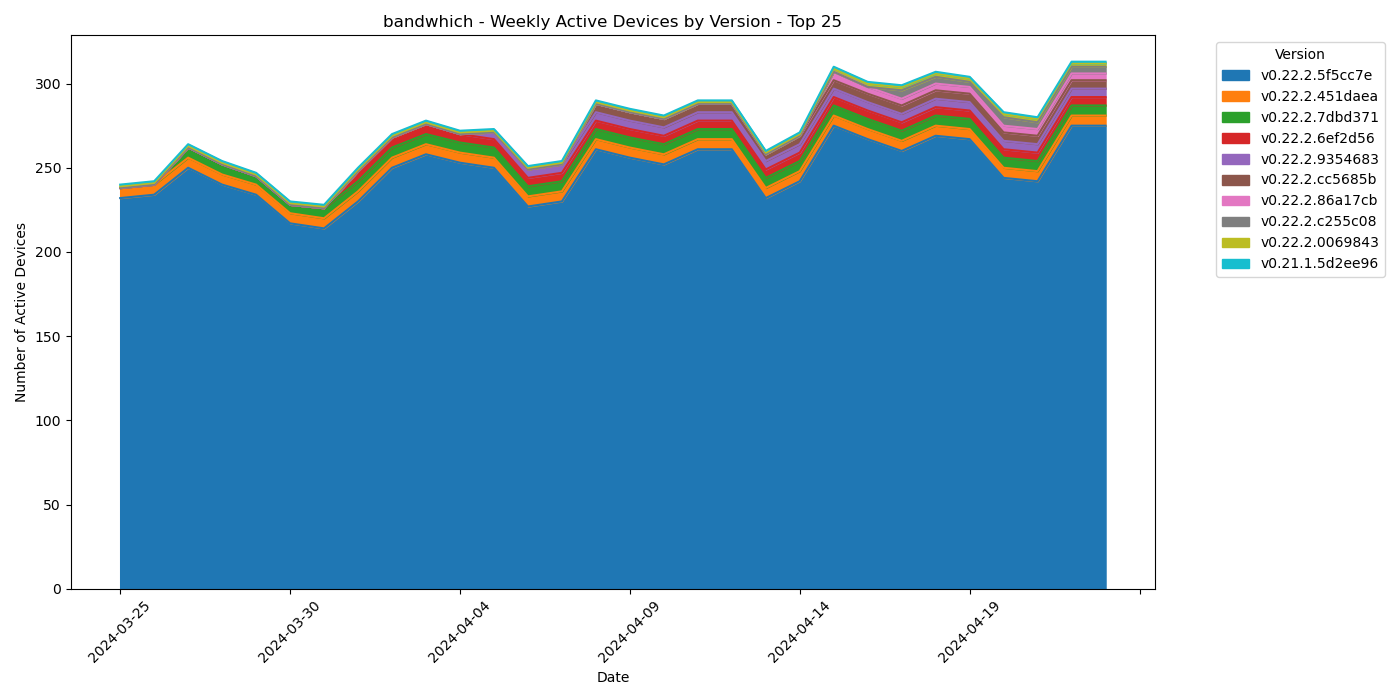 bandwhich - Weekly Active Devices by Version - Top 25
Number of Active Devices
300
250
200
150
100
50
0
2024-03-25
2024-03-30
2024-04-04
2024-04-09
2024-04-14
2024-04-19
Date
Version
v0.22.2.5f5cc7e
v0.22.2.451daea
v0.22.2.7dbd371
v0.22.2.6ef2d56
v0.22.2.9354683
v0.22.2.cc5685b
v0.22.2.86a17cb
v0.22.2.c255c08
v0.22.2.0069843
v0.21.1.5d2ee96